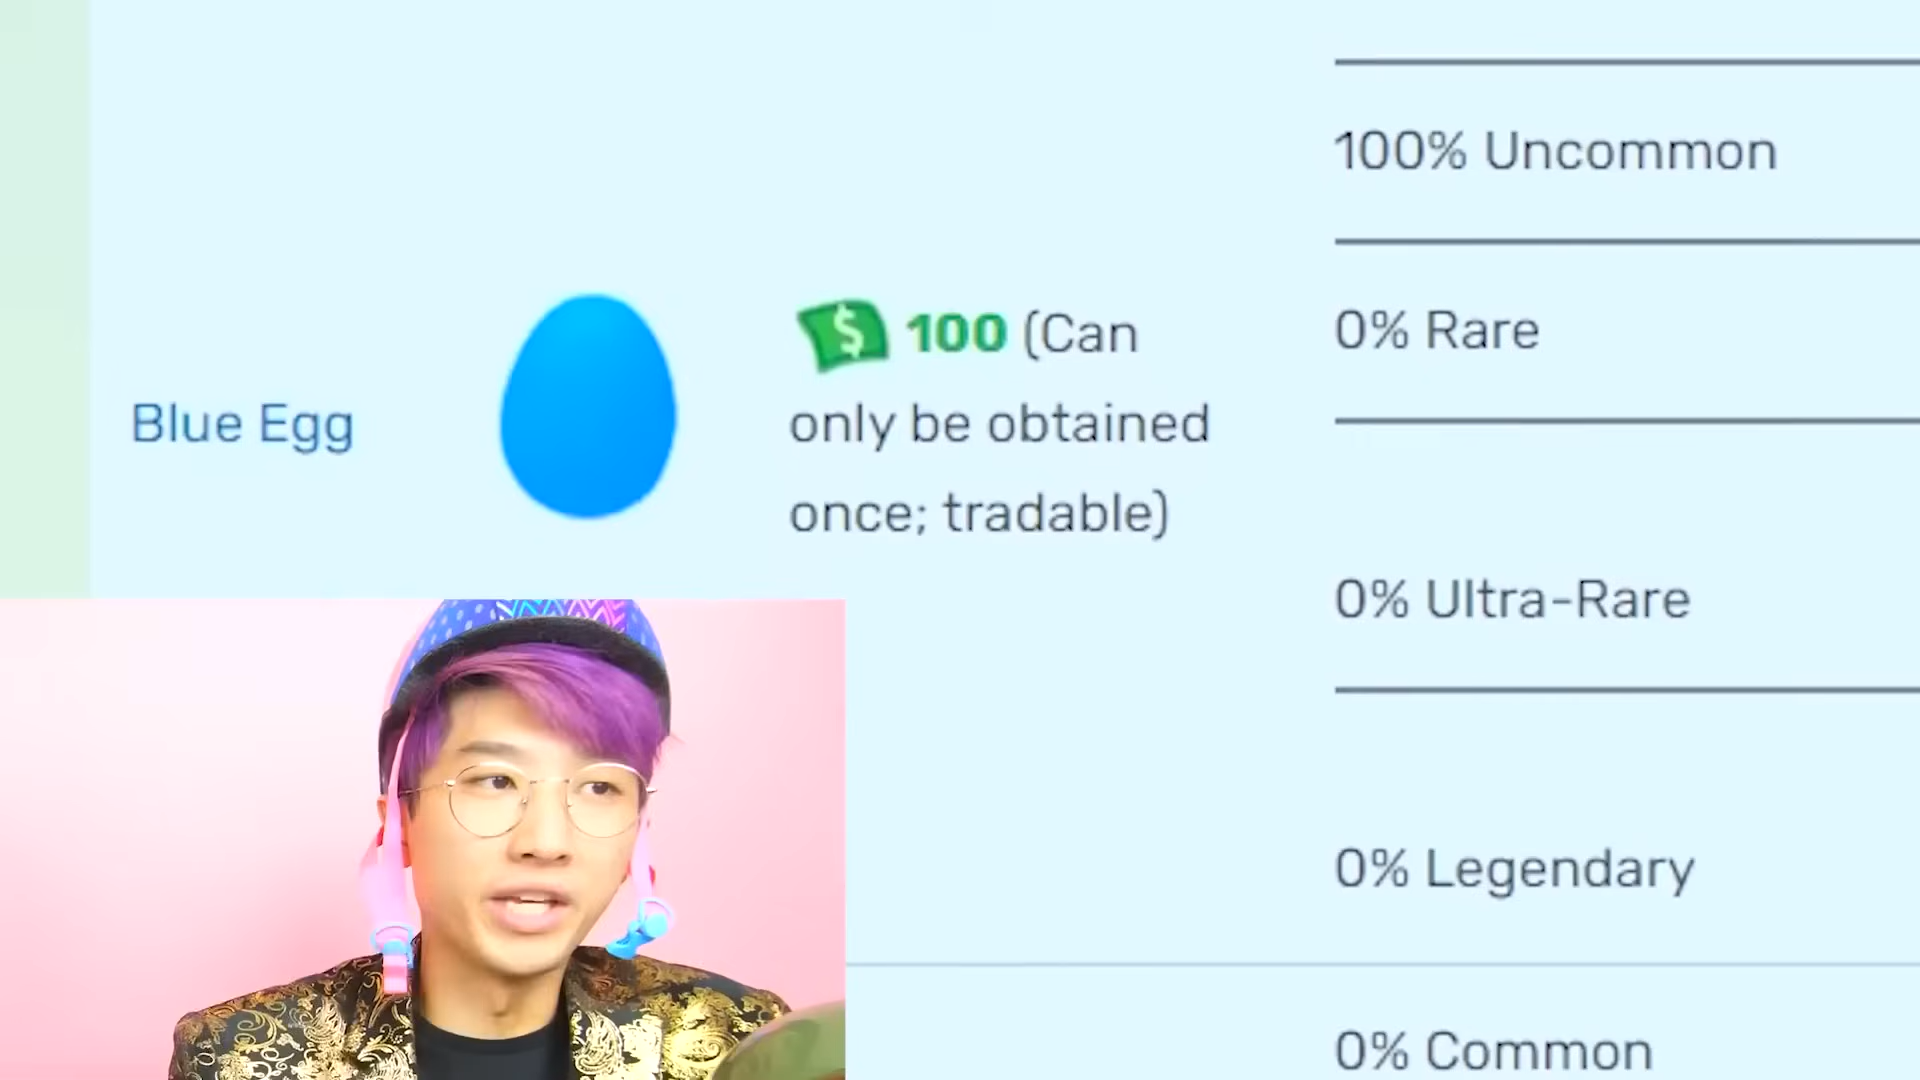 100% Uncommon
0% Rare
Blue Egg
$ 100 (Can
only be obtained
once; tradable)
0% Ultra-Rare
0% Legendary
0% Common